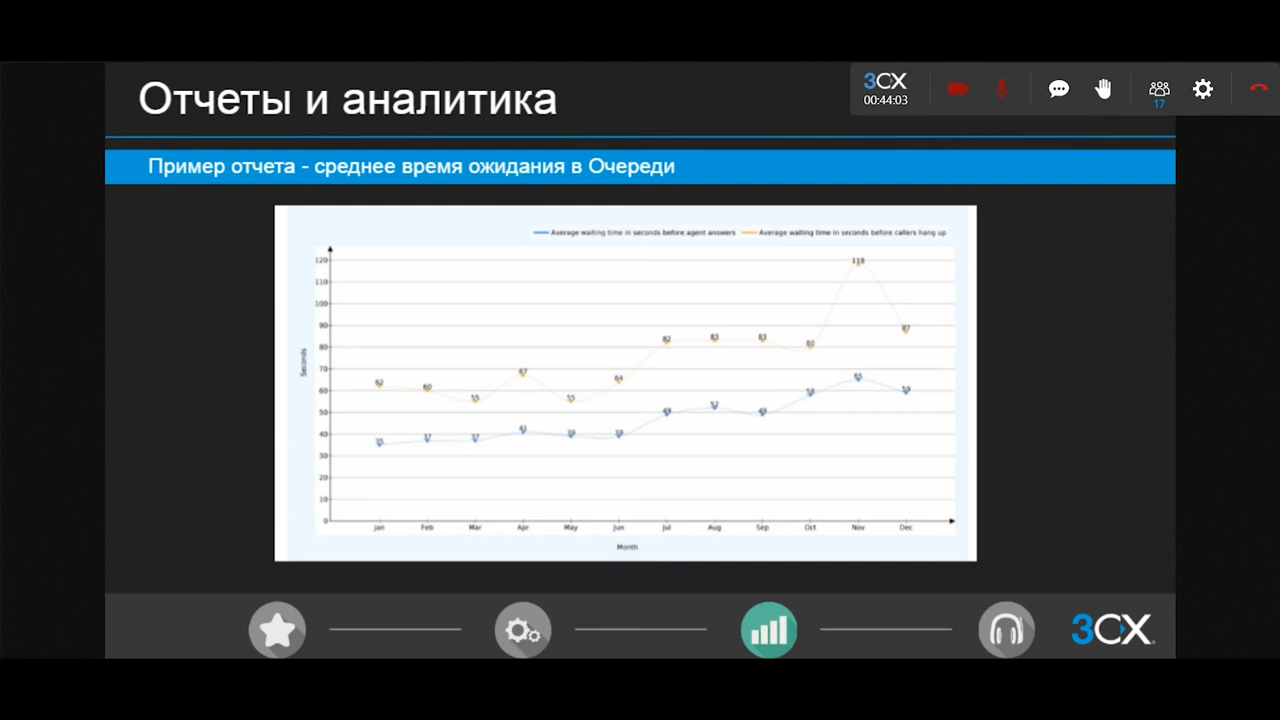 Отчеты и аналитика
3CX
00:44:03
17
Пример отчета - среднее время ожидания в Очереди
Average waiting time in seconds before agent answers Average waiting time in seconds before callers hang up
120
110
100
90
80
70
60
50
40
30
20
10
0
Seconds
62 60 55 67 55 64 82 83 83 80 118 87
35 37 37 41 39 39 49 52 49 58 65 59
Jan Feb Mar Apr May Jun Jul Aug Sep Oct Nov Dec
Month
3CX